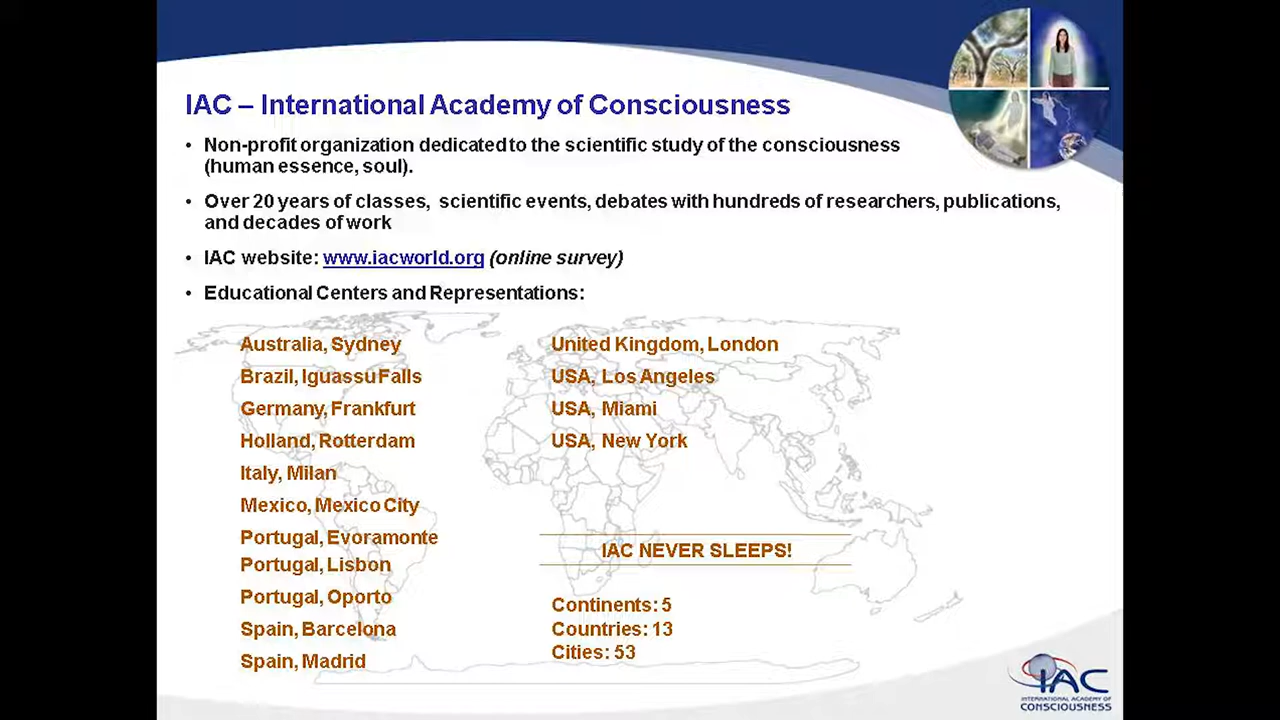 IAC – International Academy of Consciousness
• Non-profit organization dedicated to the scientific study of the consciousness
(human essence, soul).
• Over 20 years of classes, scientific events, debates with hundreds of researchers, publications,
and decades of work
• IAC website: www.iacworld.org (online survey)
• Educational Centers and Representations:
Australia, Sydney
Brazil, Iguassu Falls
Germany, Frankfurt
Holland, Rotterdam
Italy, Milan
Mexico, Mexico City
Portugal, Evoramonte
Portugal, Lisbon
Portugal, Oporto
Spain, Barcelona
Spain, Madrid
United Kingdom, London
USA, Los Angeles
USA, Miami
USA, New York
IAC NEVER SLEEPS!
Continents: 5
Countries: 13
Cities: 53
IAC
INTERNATIONAL ACADEMY OF
CONSCIOUSNESS